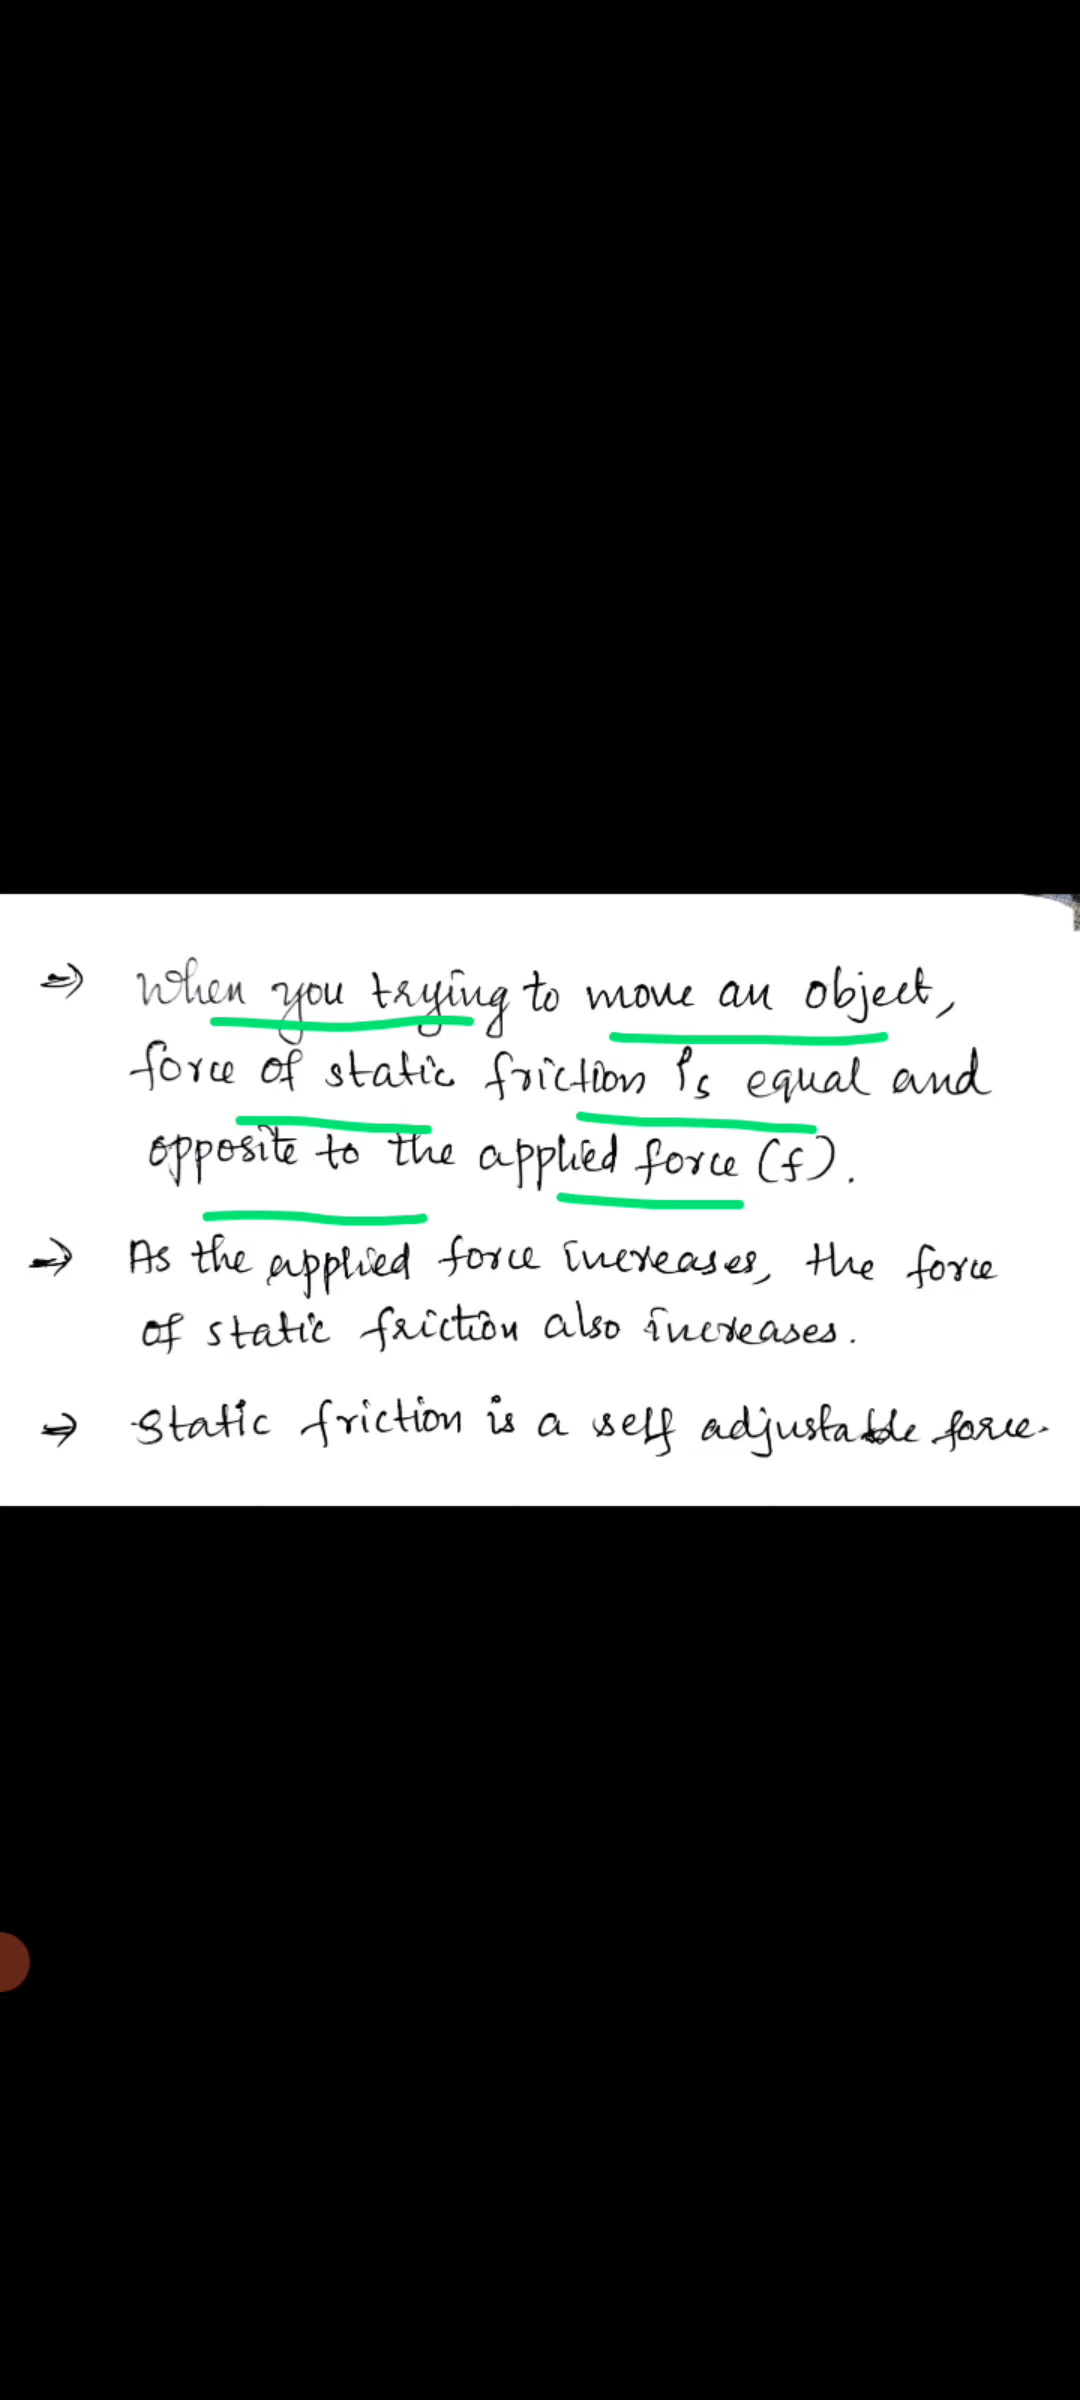 ⇒ When you trying to move an object,
force of static friction is equal and
opposite to the applied force (f).
⇒ As the applied force increases, the force
of static friction also increases.
⇒ Static friction is a self adjustable force.